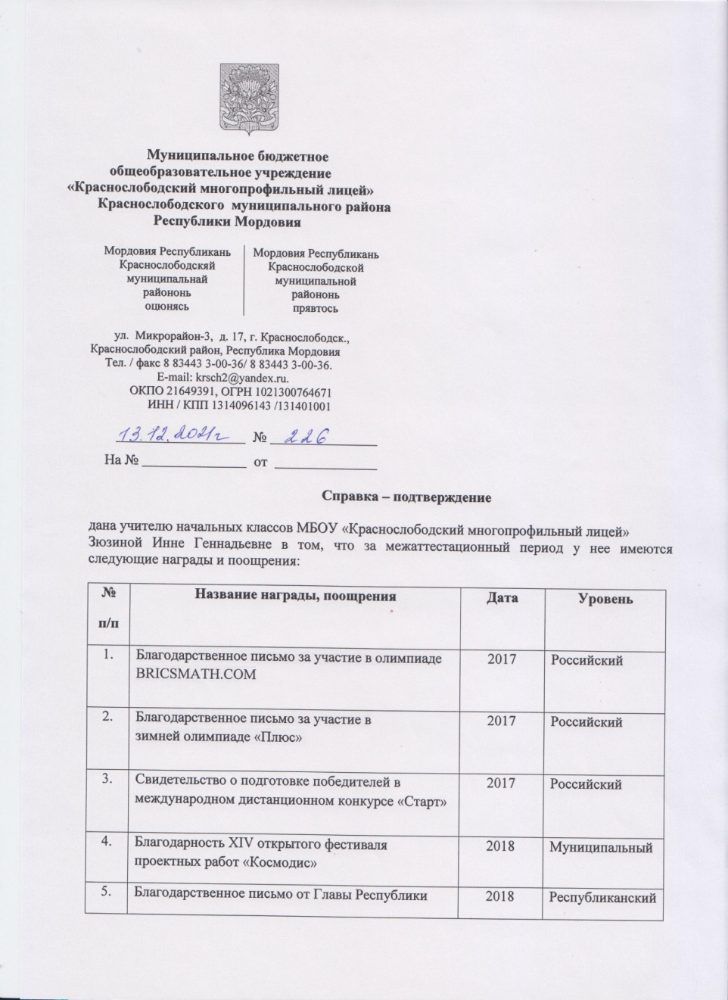 Муниципальное бюджетное
общеобразовательное учреждение
«Краснослободский многопрофильный лицей»
Краснослободского муниципального района
Республики Мордовия
Мордовия Республикань
Краснослободскяй
муниципальнай
райононь
оцюнясь
Мордовия Республикань
Краснослободской
муниципальной
райононь
прявтось
ул. Микрорайон-3, д. 17, г. Краснослободск.,
Краснослободский район, Республика Мордовия
Тел. / факс 8 83443 3-00-36/ 8 83443 3-00-36.
E-mail: krsch2@yandex.ru.
ОКПО 21649391, ОГРН 1021300764671
ИНН / КПП 1314096143 /131401001
13.12.2021г № 226
На № ______________ от ______________
Справка – подтверждение
дана учителю начальных классов МБОУ «Краснослободский многопрофильный лицей»
Зюзиной Инне Геннадьевне в том, что за межаттестационный период у нее имеются
следующие награды и поощрения:
№ п/п Название награды, поощрения Дата Уровень
1. Благодарственное письмо за участие в олимпиаде 2017 Российский
BRICSMATH.COM
2. Благодарственное письмо за участие в 2017 Российский
зимней олимпиаде «Плюс»
3. Свидетельство о подготовке победителей в 2017 Российский
международном дистанционном конкурсе «Старт»
4. Благодарность XIV открытого фестиваля 2018 Муниципальный
проектных работ «Космодис»
5. Благодарственное письмо от Главы Республики 2018 Республиканский